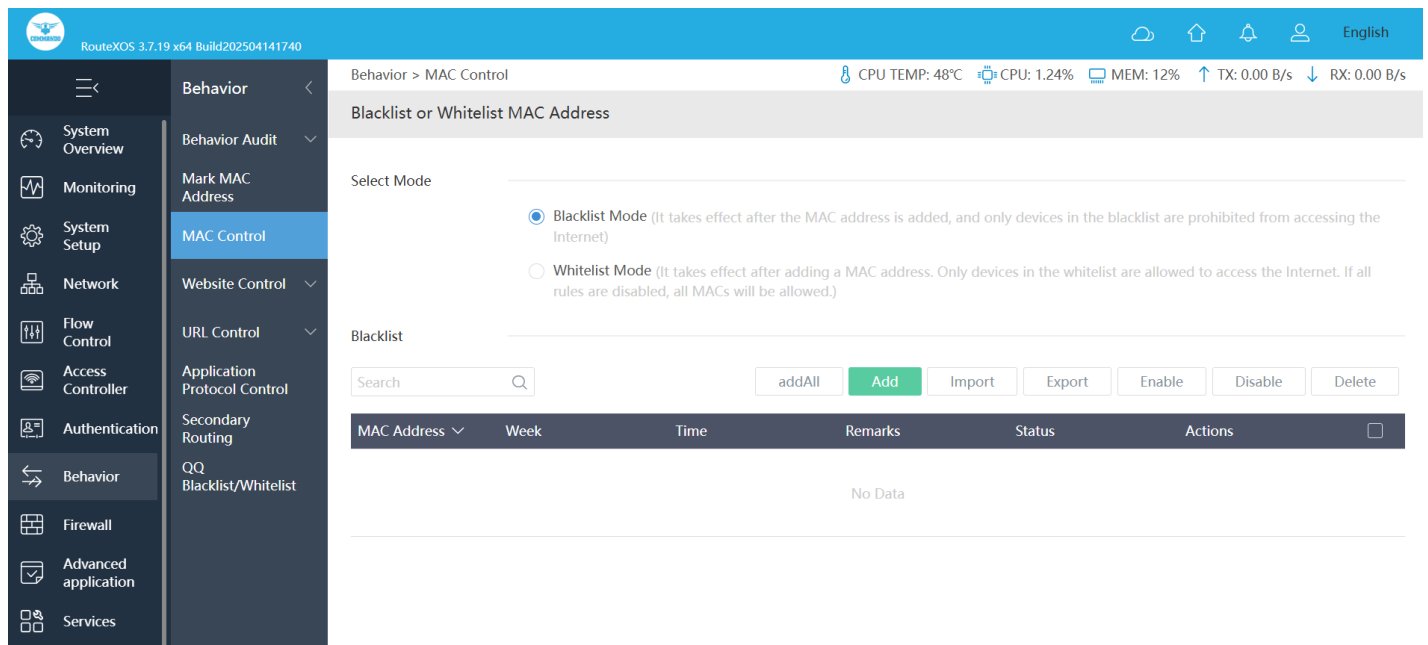 COMMANDO
RouteXOS 3.7.19 x64 Build202504141740
English
Behavior
Behavior > MAC Control
CPU TEMP: 48℃
CPU: 1.24%
MEM: 12%
TX: 0.00 B/s
RX: 0.00 B/s
System
Overview
Monitoring
System
Setup
Network
Flow
Control
Access
Controller
Authentication
Behavior
Firewall
Advanced
application
Services
Behavior Audit
Mark MAC
Address
MAC Control
Website Control
URL Control
Application
Protocol Control
Secondary
Routing
QQ
Blacklist/Whitelist
Blacklist or Whitelist MAC Address
Select Mode
Blacklist Mode (It takes effect after the MAC address is added, and only devices in the blacklist are prohibited from accessing the
Internet)
Whitelist Mode (It takes effect after adding a MAC address. Only devices in the whitelist are allowed to access the Internet. If all
rules are disabled, all MACs will be allowed.)
Blacklist
Search
addAll
Add
Import
Export
Enable
Disable
Delete
MAC Address
Week
Time
Remarks
Status
Actions
No Data